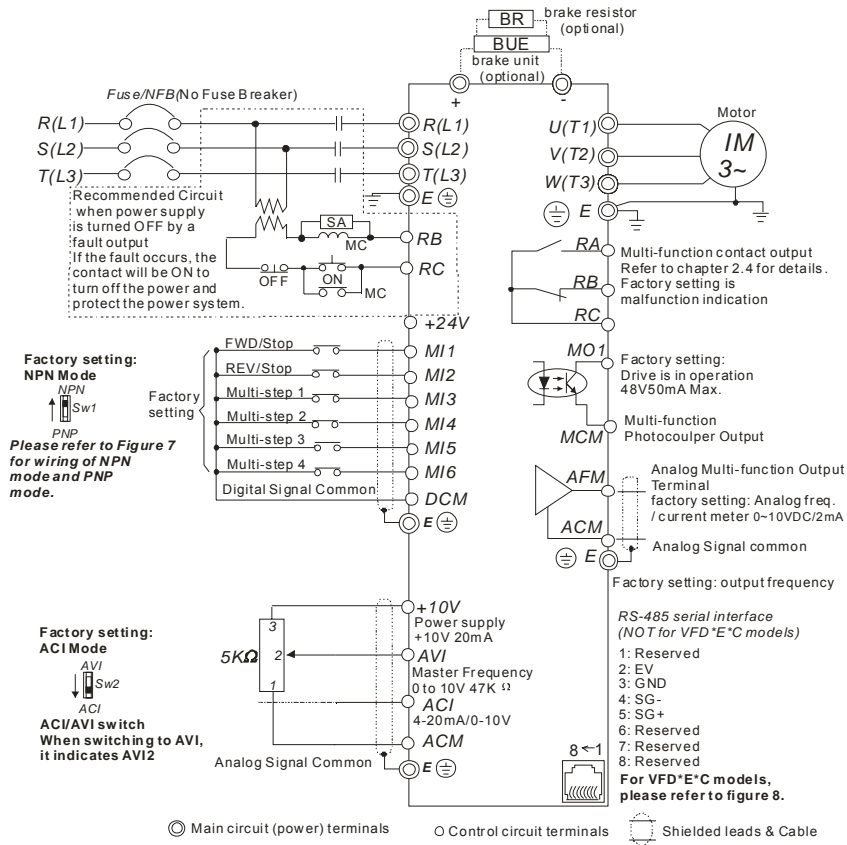 BR
brake resistor
(optional)
BUE
brake unit
(optional)
+
-
Fuse/NFB(No Fuse Breaker)
R(L1)
S(L2)
T(L3)
R(L1)
S(L2)
T(L3)
E
Recommended Circuit
when power supply
is turned OFF by a
fault output
If the fault occurs, the
contact will be ON to
turn off the power and
protect the power system.
SA
MC
OFF
ON
MC
RB
RC
U(T1)
V(T2)
W(T3)
E
Motor
IM
3~
RA
RB
RC
Multi-function contact output
Refer to chapter 2.4 for details.
Factory setting is
malfunction indication
+24V
MI1
MI2
MI3
MI4
MI5
MI6
DCM
E
FWD/Stop
REV/Stop
Multi-step 1
Multi-step 2
Multi-step 3
Multi-step 4
Digital Signal Common
Factory
setting
Factory setting:
NPN Mode
NPN
Sw1
PNP
Please refer to Figure 7
for wiring of NPN
mode and PNP
mode.
MO1
Factory setting:
Drive is in operation
48V50mA Max.
Multi-function
Photocoulper Output
MCM
AFM
Analog Multi-function Output
Terminal
factory setting: Analog freq.
/ current meter 0~10VDC/2mA
ACM
Analog Signal common
E
Factory setting: output frequency
+10V
Power supply
+10V 20mA
AVI
Master Frequency
0 to 10V 47K Ω
ACI
4-20mA/0-10V
ACM
E
Analog Signal Common
5KΩ
3
2
1
Factory setting:
ACI Mode
AVI
Sw2
ACI
ACI/AVI switch
When switching to AVI,
it indicates AVI2
RS-485 serial interface
(NOT for VFD*E*C models)
1: Reserved
2: EV
3: GND
4: SG-
5: SG+
6: Reserved
7: Reserved
8: Reserved
For VFD*E*C models,
please refer to figure 8.
8←1
Main circuit (power) terminals
Control circuit terminals
Shielded leads & Cable